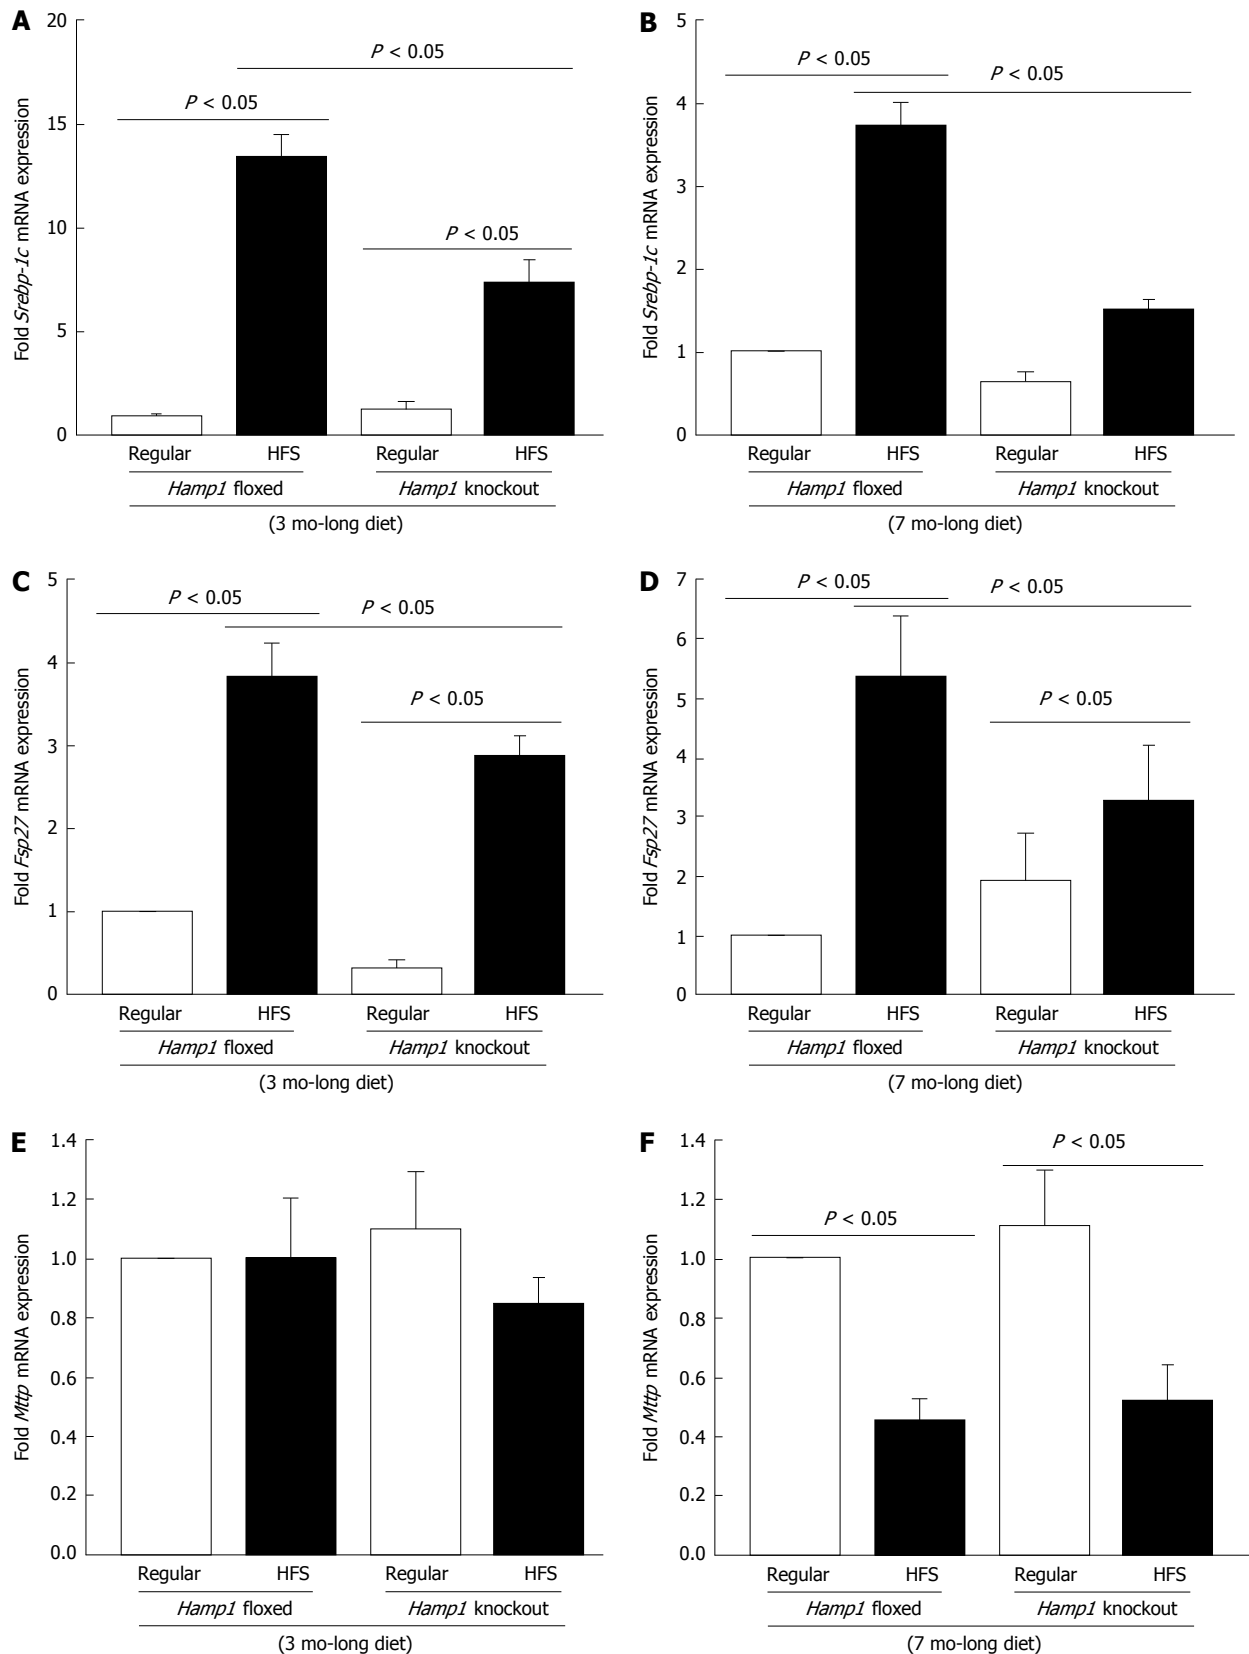 A
Fold Srebp-1c mRNA expression
20
15
10
5
0
P < 0.05
P < 0.05
P < 0.05
Regular HFS Regular HFS
Hamp1 floxed Hamp1 knockout
(3 mo-long diet)
B
Fold Srebp-1c mRNA expression
5
4
3
2
1
0
P < 0.05
P < 0.05
Regular HFS Regular HFS
Hamp1 floxed Hamp1 knockout
(7 mo-long diet)
C
Fold Fsp27 mRNA expression
5
4
3
2
1
0
P < 0.05
P < 0.05
P < 0.05
Regular HFS Regular HFS
Hamp1 floxed Hamp1 knockout
(3 mo-long diet)
D
Fold Fsp27 mRNA expression
7
6
5
4
3
2
1
0
P < 0.05
P < 0.05
P < 0.05
Regular HFS Regular HFS
Hamp1 floxed Hamp1 knockout
(7 mo-long diet)
E
Fold Mttp mRNA expression
1.4
1.2
1.0
0.8
0.6
0.4
0.2
0.0
Regular HFS Regular HFS
Hamp1 floxed Hamp1 knockout
(3 mo-long diet)
F
Fold Mttp mRNA expression
1.4
1.2
1.0
0.8
0.6
0.4
0.2
0.0
P < 0.05
P < 0.05
Regular HFS Regular HFS
Hamp1 floxed Hamp1 knockout
(7 mo-long diet)